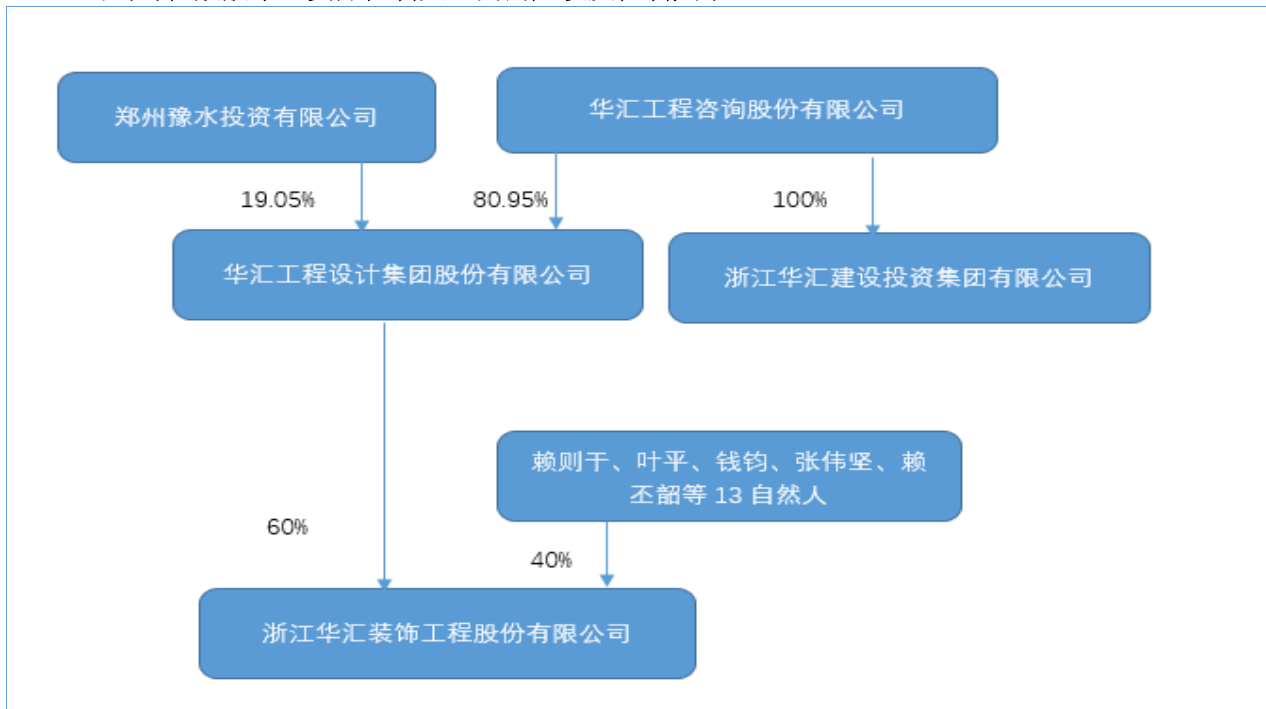 郑州豫水投资有限公司
华汇工程咨询股份有限公司
19.05%
80.95%
100%
华汇工程设计集团股份有限公司
浙江华汇建设投资集团有限公司
赖则干、叶平、钱钧、张伟坚、赖
丕韶等 13 自然人
60%
40%
浙江华汇装饰工程股份有限公司